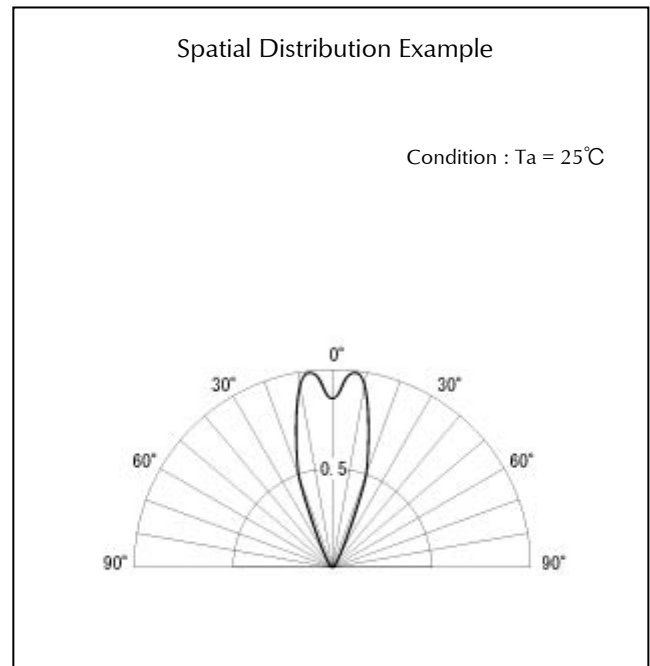 Spatial Distribution Example
Condition : Ta = 25℃
0°
30° 30°
60° 0. 5 60°
90° 90°